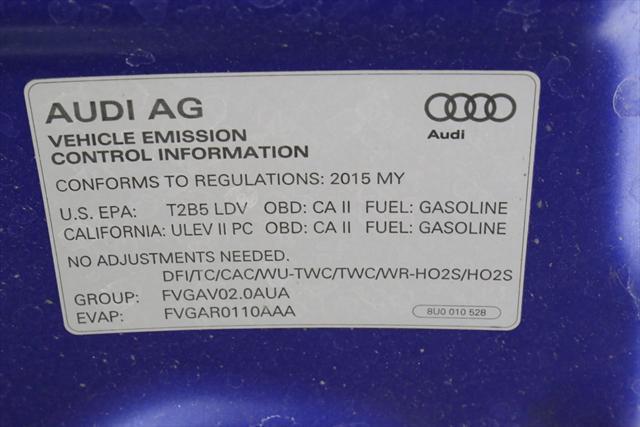 AUDI AG
Audi
VEHICLE EMISSION
CONTROL INFORMATION
CONFORMS TO REGULATIONS: 2015 MY
U.S. EPA: T2B5 LDV OBD: CA II FUEL: GASOLINE
CALIFORNIA: ULEV II PC OBD: CA II FUEL: GASOLINE
NO ADJUSTMENTS NEEDED.
DFI/TC/CAC/WU-TWC/TWC/WR-HO2S/HO2S
GROUP: FVGAV02.0AUA
EVAP: FVGAR0110AAA
8U0 010 528